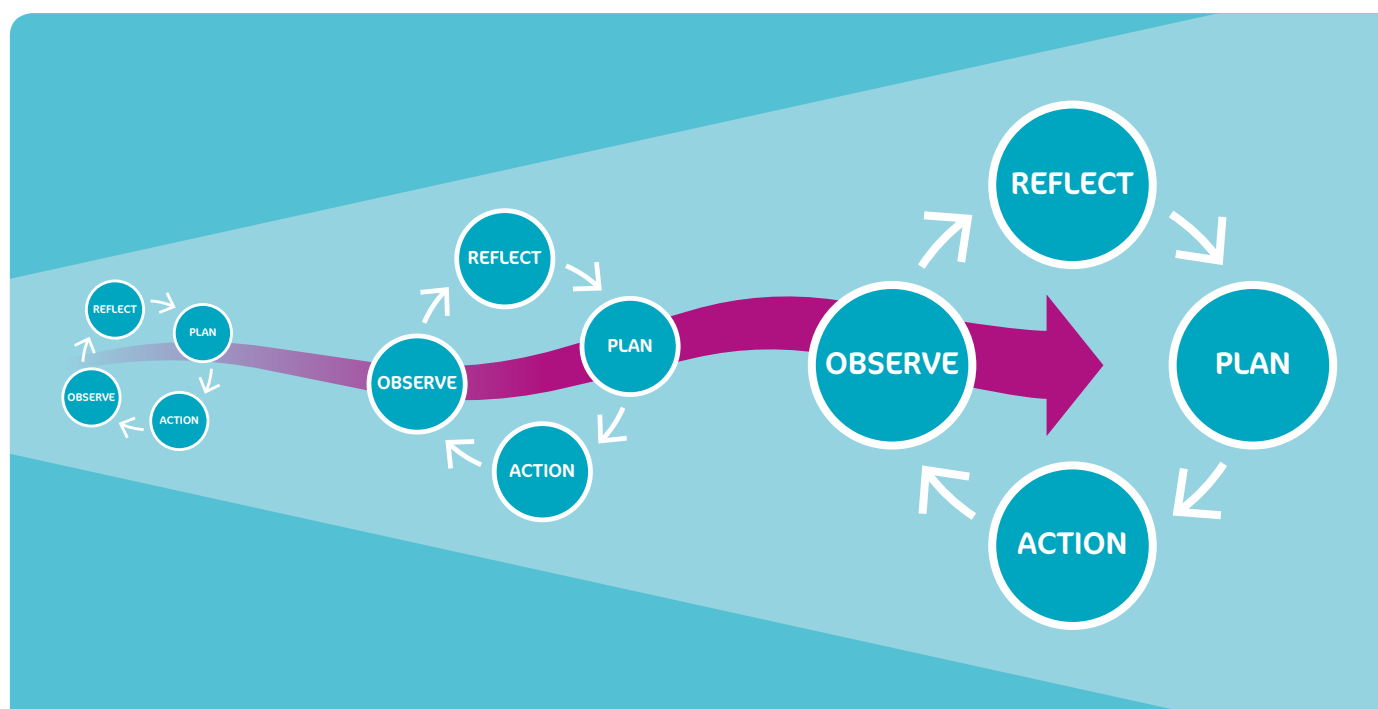 REFLECT
PLAN
ACTION
OBSERVE
REFLECT
PLAN
ACTION
OBSERVE
REFLECT
PLAN
ACTION
OBSERVE